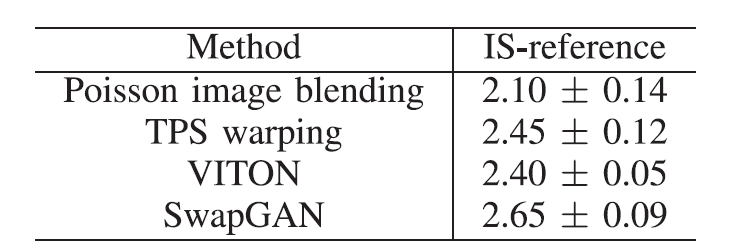 Method IS-reference
Poisson image blending 2.10 ± 0.14
TPS warping 2.45 ± 0.12
VITON 2.40 ± 0.05
SwapGAN 2.65 ± 0.09